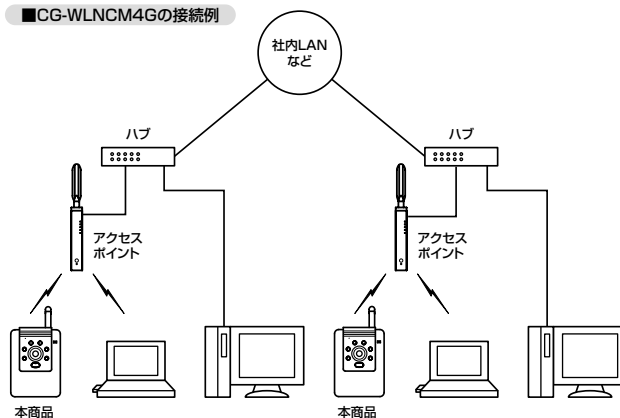 ■CG-WLNCM4Gの接続例
社内LAN
など
ハブ
ハブ
アクセス
ポイント
アクセス
ポイント
本商品
本商品